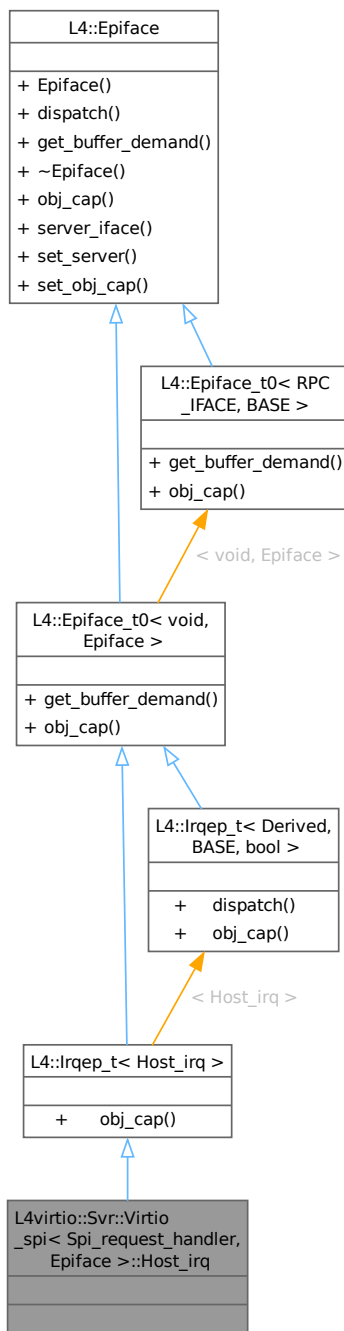 L4::Epiface
+ Epiface()
+ dispatch()
+ get_buffer_demand()
+ ~Epiface()
+ obj_cap()
+ server_iface()
+ set_server()
+ set_obj_cap()
L4::Epiface_t0< RPC
_IFACE, BASE >
+ get_buffer_demand()
+ obj_cap()
< void, Epiface >
L4::Epiface_t0< void,
Epiface >
+ get_buffer_demand()
+ obj_cap()
L4::Irqep_t< Derived,
BASE, bool >
+ dispatch()
+ obj_cap()
< Host_irq >
L4::Irqep_t< Host_irq >
+ obj_cap()
L4virtio::Svr::Virtio
_spi< Spi_request_handler,
Epiface >::Host_irq